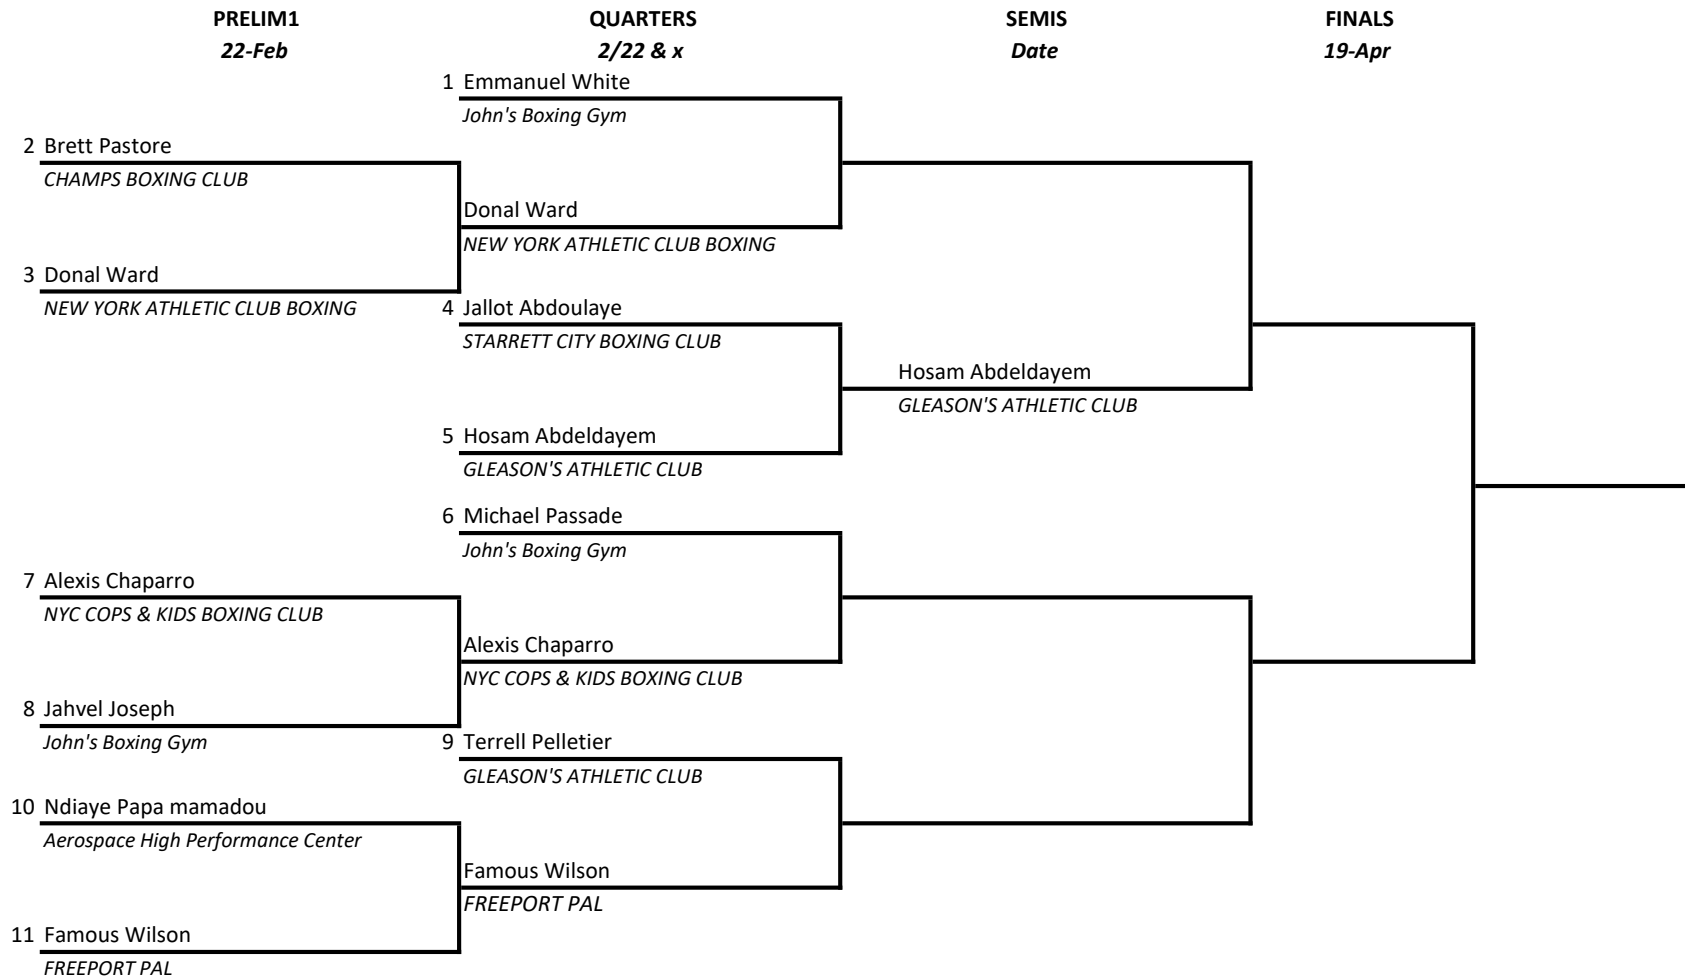 PRELIM1 QUARTERS SEMIS FINALS
22-Feb 2/22 & x Date 19-Apr
1 Emmanuel White
John's Boxing Gym
2 Brett Pastore
CHAMPS BOXING CLUB
Donal Ward
NEW YORK ATHLETIC CLUB BOXING
3 Donal Ward
NEW YORK ATHLETIC CLUB BOXING
4 Jallot Abdoulaye
STARRETT CITY BOXING CLUB
Hosam Abdeldayem
GLEASON'S ATHLETIC CLUB
5 Hosam Abdeldayem
GLEASON'S ATHLETIC CLUB
6 Michael Passade
John's Boxing Gym
7 Alexis Chaparro
NYC COPS & KIDS BOXING CLUB
Alexis Chaparro
NYC COPS & KIDS BOXING CLUB
8 Jahvel Joseph
John's Boxing Gym
9 Terrell Pelletier
GLEASON'S ATHLETIC CLUB
10 Ndiaye Papa mamadou
Aerospace High Performance Center
Famous Wilson
FREEPORT PAL
11 Famous Wilson
FREEPORT PAL